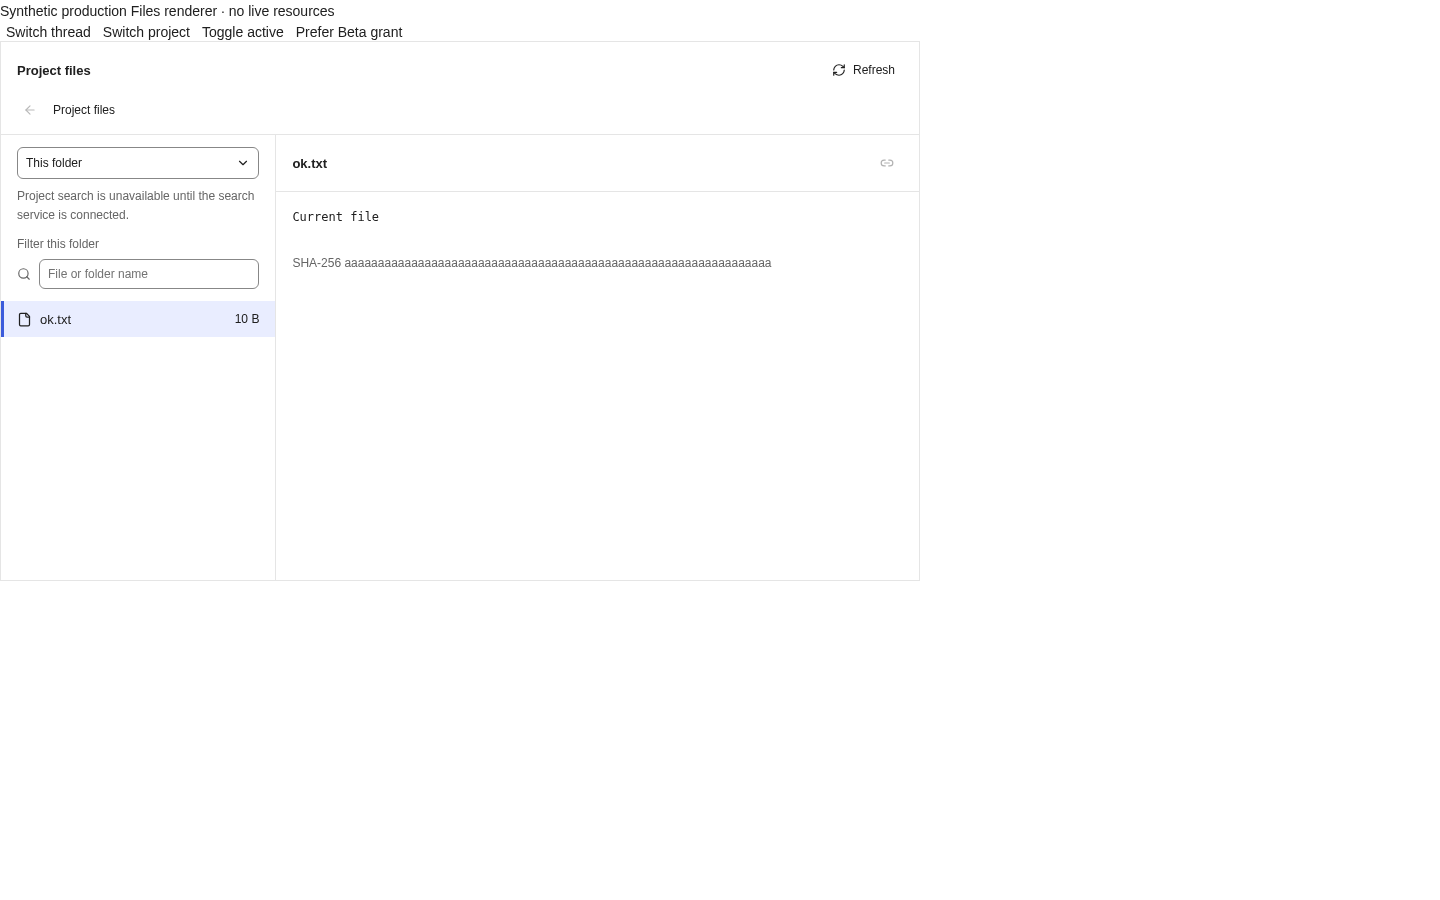 Synthetic production Files renderer · no live resources
Switch thread Switch project Toggle active Prefer Beta grant
Project files
Refresh
Project files
This folder
Project search is unavailable until the search
service is connected.
Filter this folder
File or folder name
ok.txt 10 B
ok.txt
Current file
SHA-256 aaaaaaaaaaaaaaaaaaaaaaaaaaaaaaaaaaaaaaaaaaaaaaaaaaaaaaaaaaaaaaaa